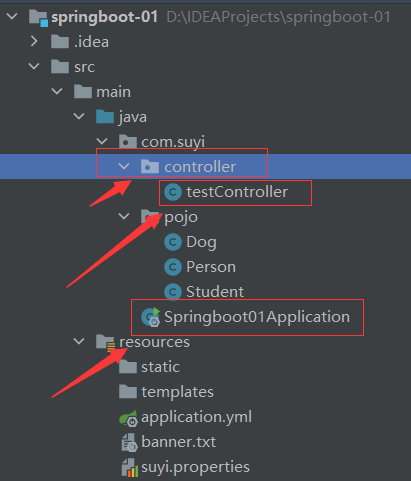 springboot-01 D:\IDEAProjects\springboot-01
.idea
src
main
java
com.suyi
controller
testController
pojo
Dog
Person
Student
Springboot01Application
resources
static
templates
application.yml
banner.txt
suyi.properties